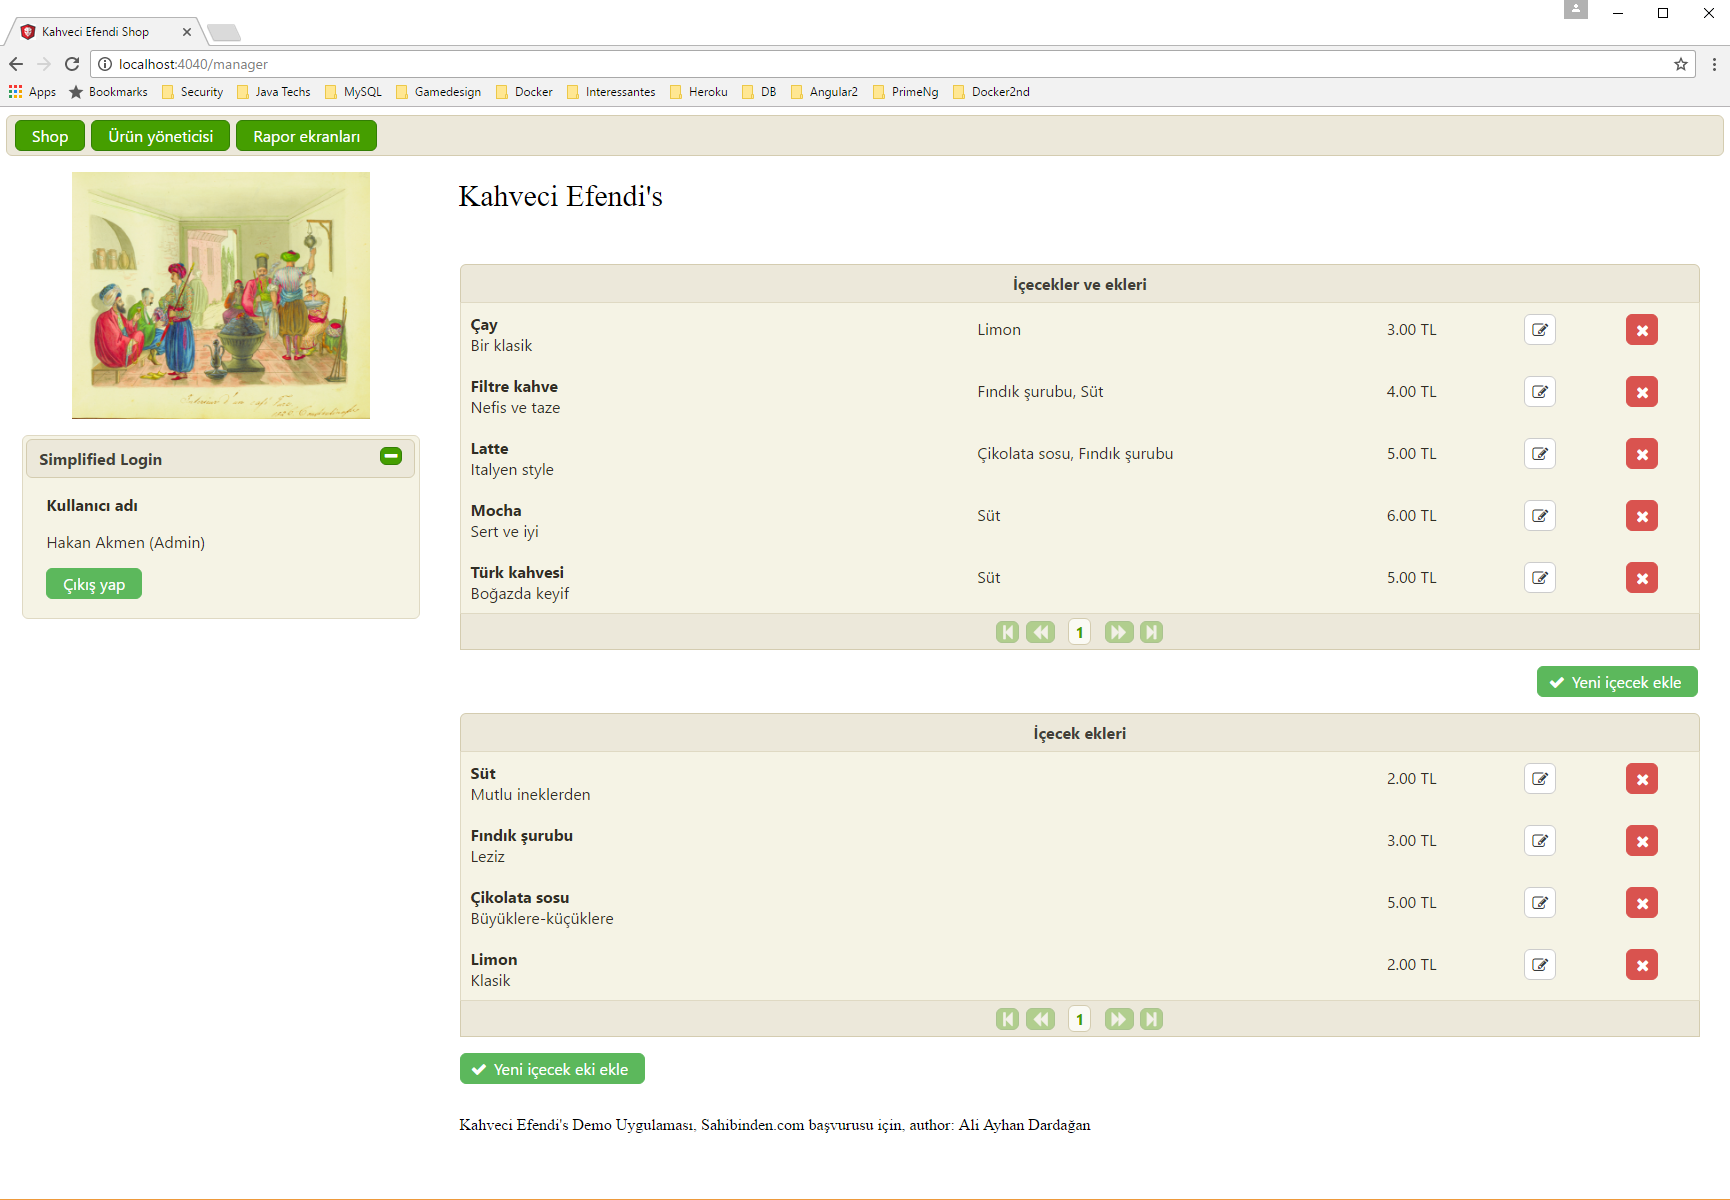 Kahveci Efendi Shop
localhost:4040/manager
Apps Bookmarks Security Java Techs MySQL Gamedesign Docker Interessantes Heroku DB Angular2 PrimeNg Docker2nd
Shop Ürün yöneticisi Rapor ekranları
Kahveci Efendi's
Simplified Login
Kullanıcı adı
Hakan Akmen (Admin)
Çıkış yap
İçecekler ve ekleri
Çay Limon 3.00 TL
Bir klasik
Filtre kahve Fındık şurubu, Süt 4.00 TL
Nefis ve taze
Latte Çikolata sosu, Fındık şurubu 5.00 TL
Italyen style
Mocha Süt 6.00 TL
Sert ve iyi
Türk kahvesi Süt 5.00 TL
Boğazda keyif
1
Yeni içecek ekle
İçecek ekleri
Süt 2.00 TL
Mutlu ineklerden
Fındık şurubu 3.00 TL
Leziz
Çikolata sosu 5.00 TL
Büyüklere-küçüklere
Limon 2.00 TL
Klasik
1
Yeni içecek eki ekle
Kahveci Efendi's Demo Uygulaması, Sahibinden.com başvurusu için, author: Ali Ayhan Dardağan